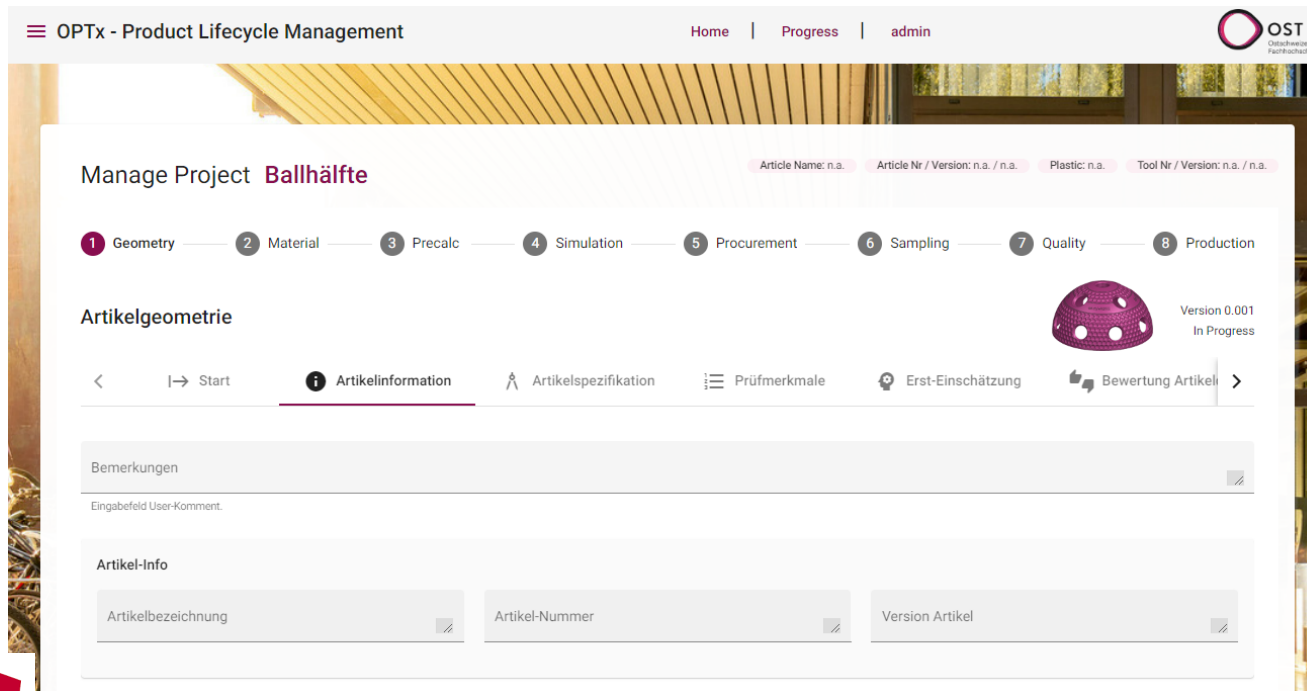 OPTx - Product Lifecycle Management Home | Progress | admin
OST
Ostschweizer
Fachhochschule
Manage Project Ballhälfte Article Name: n.a. Article Nr / Version: n.a. / n.a. Plastic: n.a. Tool Nr / Version: n.a. / n.a.
1 Geometry 2 Material 3 Precalc 4 Simulation 5 Procurement 6 Sampling 7 Quality 8 Production
Artikelgeometrie
Version 0.001
In Progress
Start Artikelinformation Artikelspezifikation Prüfmerkmale Erst-Einschätzung Bewertung
Bemerkungen
Eingabefeld User-Komment.
Artikel-Info
Artikelbezeichnung Artikel-Nummer Version Artikel